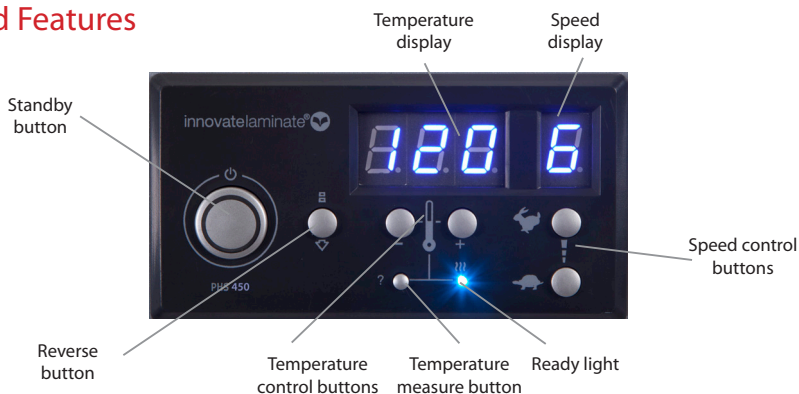 d Features
Temperature
display
Speed
display
Standby
button
innovatelaminate®
120 6
- +
?
PHS 450
Speed control
buttons
Reverse
button
Temperature
control buttons
Temperature
measure button
Ready light